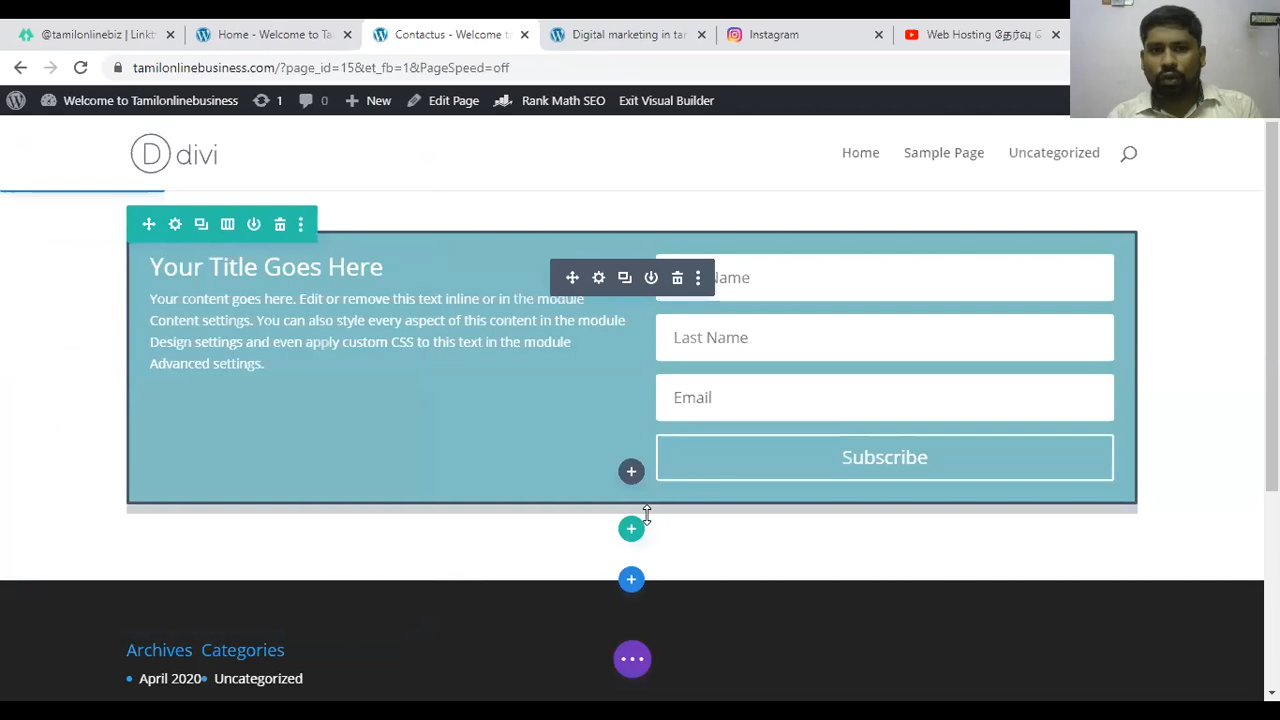 @tamilonlinebiz | Linkt
Home - Welcome to Ta
Contactus - Welcome t
Digital marketing in tar
Instagram
Web Hosting தேர்வு
tamilonlinebusiness.com/?page_id=15&et_fb=1&PageSpeed=off
Welcome to Tamilonlinebusiness
1
0
New
Edit Page
Rank Math SEO
Exit Visual Builder
D divi
Home
Sample Page
Uncategorized
Your Title Goes Here
Your content goes here. Edit or remove this text inline or in the module
Content settings. You can also style every aspect of this content in the module
Design settings and even apply custom CSS to this text in the module
Advanced settings.
Name
Last Name
Email
Subscribe
Archives
Categories
April 2020
Uncategorized